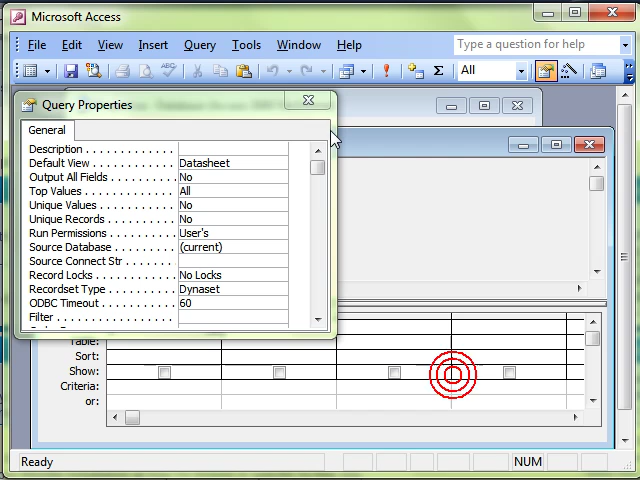 Microsoft Access
File Edit View Insert Query Tools Window Help
Type a question for help
ABC
Σ All
Query Properties
General
Description . . . . . . . . . . . . .
Default View . . . . . . . . . . . . Datasheet
Output All Fields . . . . . . . . . No
Top Values . . . . . . . . . . . . . All
Unique Values . . . . . . . . . . . No
Unique Records . . . . . . . . . . No
Run Permissions . . . . . . . . . User's
Source Database . . . . . . . . . (current)
Source Connect Str . . . . . . .
Record Locks . . . . . . . . . . . . No Locks
Recordset Type . . . . . . . . . . Dynaset
ODBC Timeout . . . . . . . . . . . 60
Filter . . . . . . . . . . . . . . . . .
Table:
Sort:
Show:
Criteria:
or:
Ready NUM